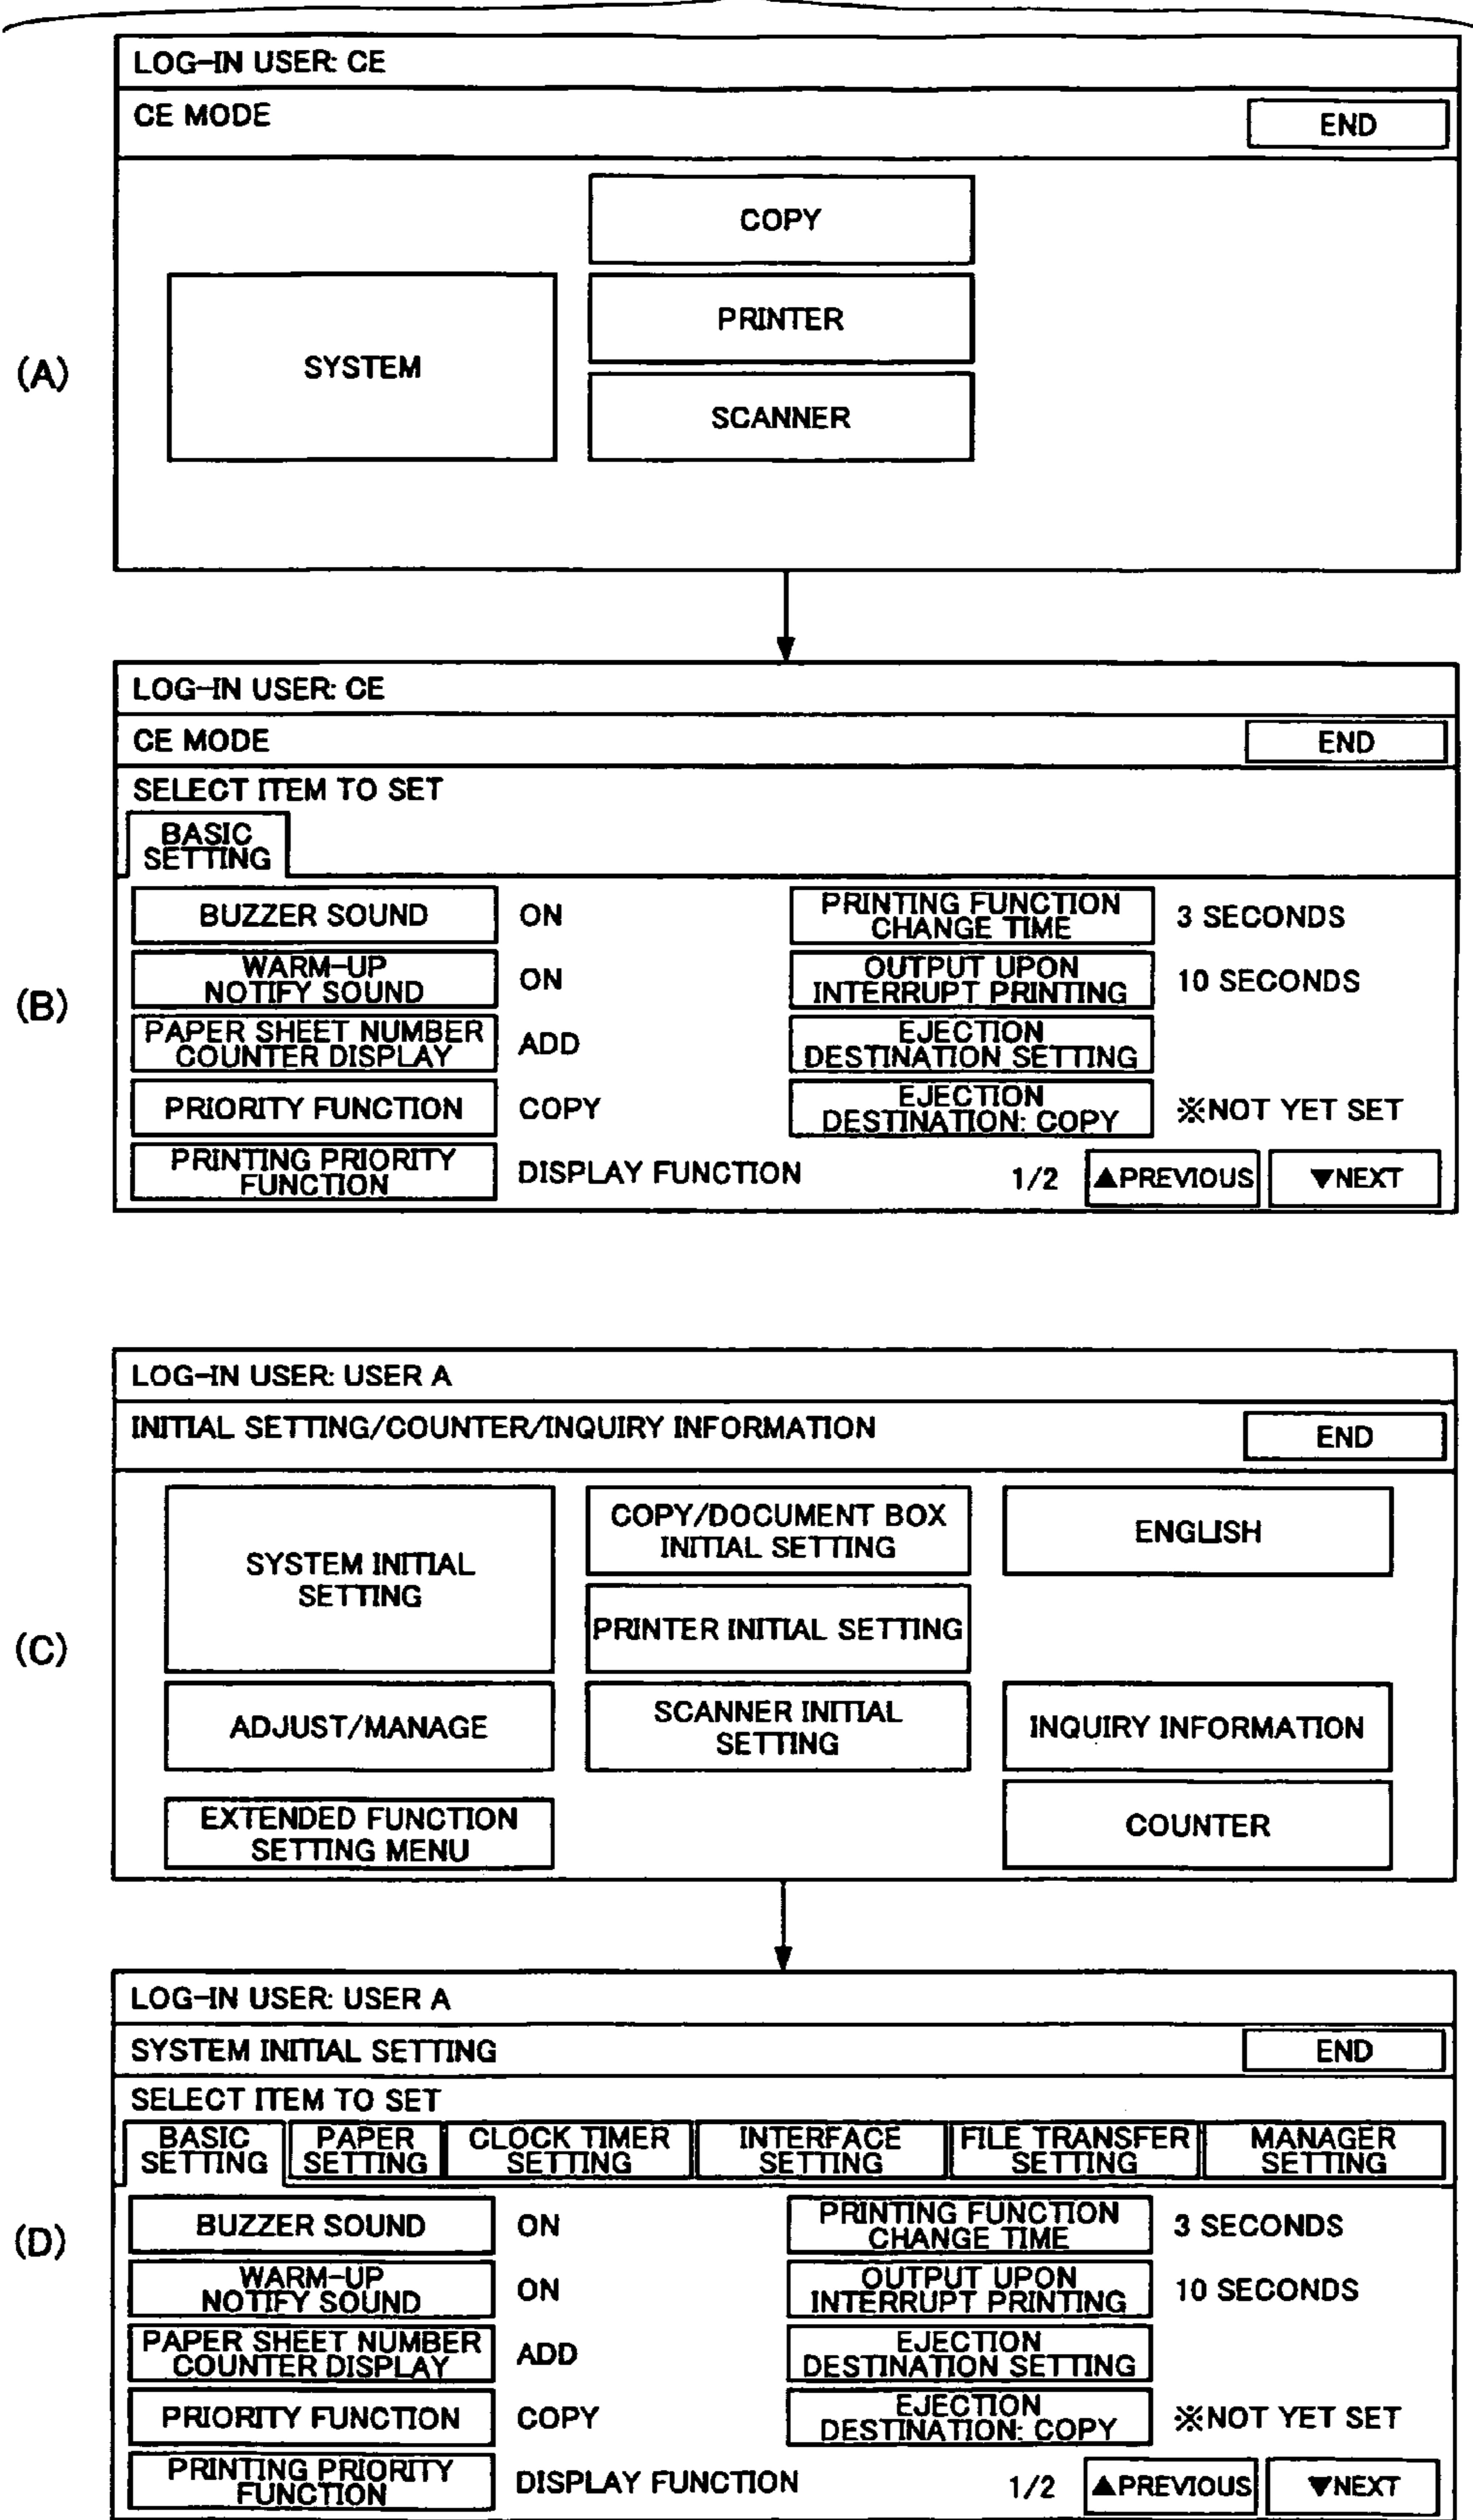 LOG-IN USER: CE
CE MODE
END
COPY
PRINTER
(A)
SYSTEM
SCANNER
LOG-IN USER: CE
CE MODE
END
SELECT ITEM TO SET
BASIC
SETTING
(B)
BUZZER SOUND
ON
PRINTING FUNCTION
CHANGE TIME
3 SECONDS
WARM-UP
NOTIFY SOUND
ON
OUTPUT UPON
INTERRUPT PRINTING
10 SECONDS
PAPER SHEET NUMBER
COUNTER DISPLAY
ADD
EJECTION
DESTINATION SETTING
PRIORITY FUNCTION
COPY
EJECTION
DESTINATION: COPY
※NOT YET SET
PRINTING PRIORITY
FUNCTION
DISPLAY FUNCTION
1/2
▲PREVIOUS
▼NEXT
LOG-IN USER: USER A
INITIAL SETTING/COUNTER/INQUIRY INFORMATION
END
(C)
SYSTEM INITIAL
SETTING
COPY/DOCUMENT BOX
INITIAL SETTING
ENGLISH
PRINTER INITIAL SETTING
ADJUST/MANAGE
SCANNER INITIAL
SETTING
INQUIRY INFORMATION
EXTENDED FUNCTION
SETTING MENU
COUNTER
LOG-IN USER: USER A
SYSTEM INITIAL SETTING
END
SELECT ITEM TO SET
BASIC
SETTING
PAPER
SETTING
CLOCK TIMER
SETTING
INTERFACE
SETTING
FILE TRANSFER
SETTING
MANAGER
SETTING
(D)
BUZZER SOUND
ON
PRINTING FUNCTION
CHANGE TIME
3 SECONDS
WARM-UP
NOTIFY SOUND
ON
OUTPUT UPON
INTERRUPT PRINTING
10 SECONDS
PAPER SHEET NUMBER
COUNTER DISPLAY
ADD
EJECTION
DESTINATION SETTING
PRIORITY FUNCTION
COPY
EJECTION
DESTINATION: COPY
※NOT YET SET
PRINTING PRIORITY
FUNCTION
DISPLAY FUNCTION
1/2
▲PREVIOUS
▼NEXT